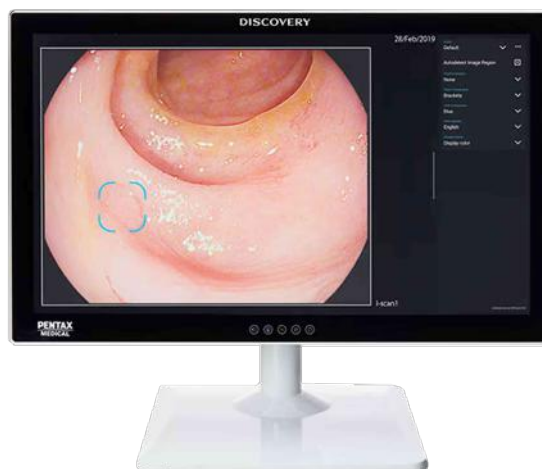 DISCOVERY
28/Feb/2019
Default
Autodetect Image Region
None
Brackets
Blue
English
Display color
i-scan1
PENTAX
MEDICAL